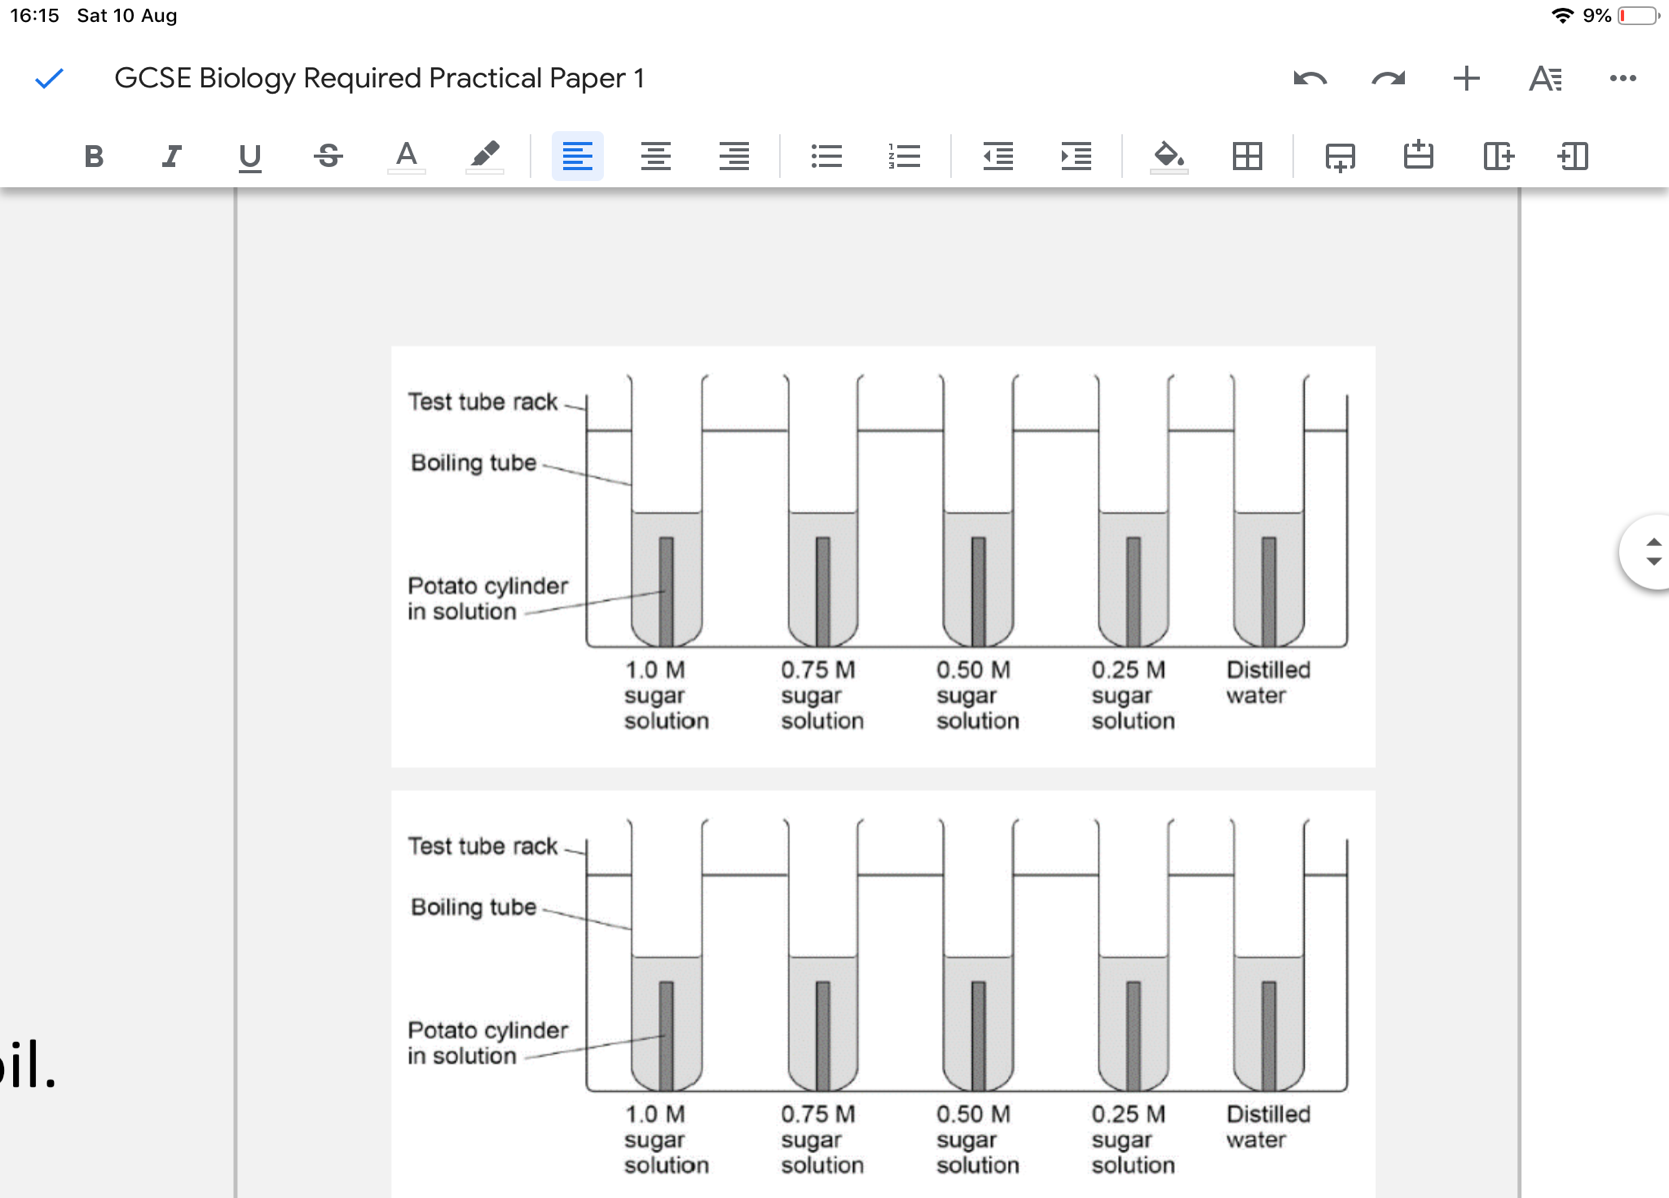 16:15 Sat 10 Aug
9%
GCSE Biology Required Practical Paper 1
Test tube rack
Boiling tube
Potato cylinder
in solution
1.0 M 0.75 M 0.50 M 0.25 M Distilled
sugar sugar sugar sugar water
solution solution solution solution
Test tube rack
Boiling tube
Potato cylinder
in solution
1.0 M 0.75 M 0.50 M 0.25 M Distilled
sugar sugar sugar sugar water
solution solution solution solution